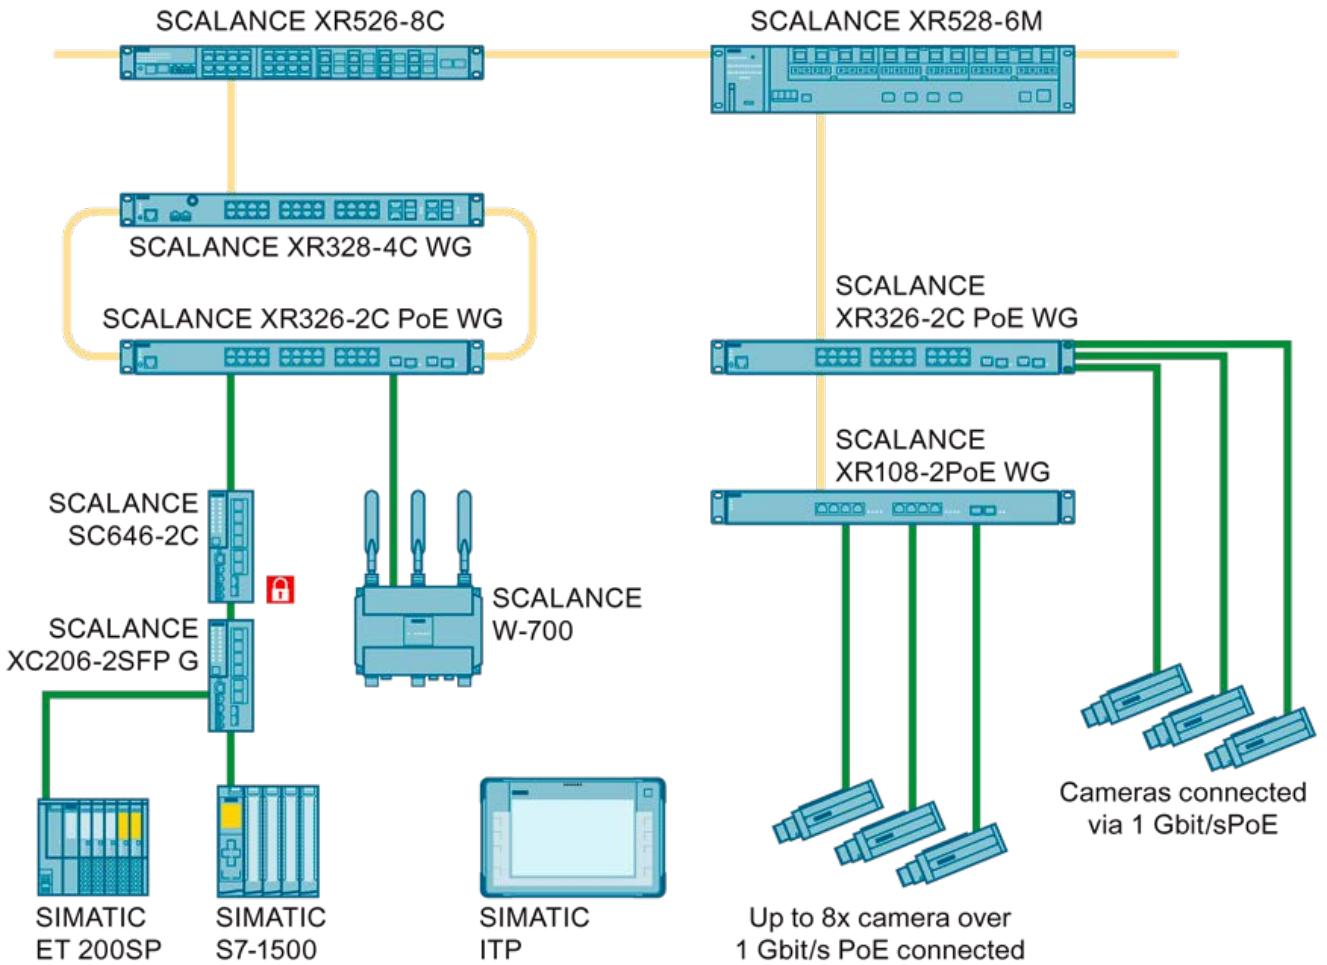 SCALANCE XR526-8C
SCALANCE XR528-6M
SCALANCE XR328-4C WG
SCALANCE XR326-2C PoE WG
SCALANCE
XR326-2C PoE WG
SCALANCE
XR108-2PoE WG
SCALANCE
SC646-2C
SCALANCE
W-700
SCALANCE
XC206-2SFP G
Cameras connected
via 1 Gbit/sPoE
SIMATIC
ET 200SP
SIMATIC
S7-1500
SIMATIC
ITP
Up to 8x camera over
1 Gbit/s PoE connected